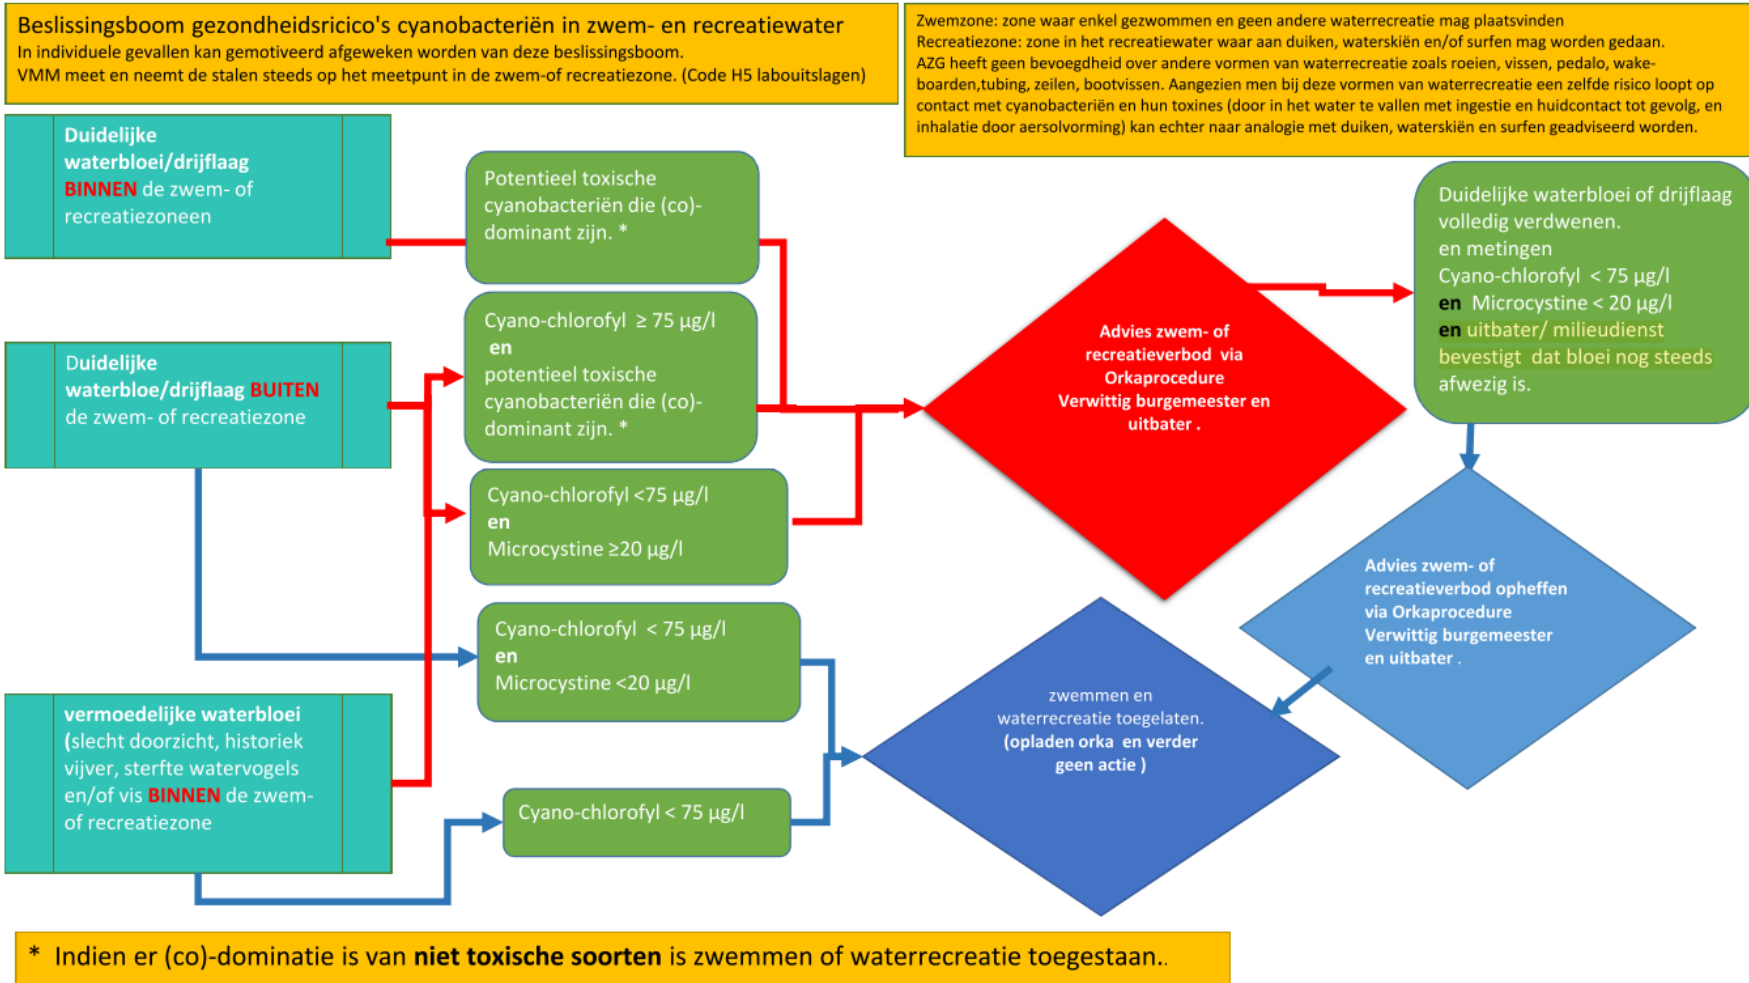 Beslissingsboom gezondheidsricico's cyanobacteriën in zwem- en recreatiewater
In individuele gevallen kan gemotiveerd afgeweken worden van deze beslissingsboom.
VMM meet en neemt de stalen steeds op het meetpunt in de zwem-of recreatiezone. (Code H5 labouitslagen)
Zwemzone: zone waar enkel gezwommen en geen andere waterrecreatie mag plaatsvinden
Recreatiezone: zone in het recreatiewater waar aan duiken, waterskiën en/of surfen mag worden gedaan.
AZG heeft geen bevoegdheid over andere vormen van waterrecreatie zoals roeien, vissen, pedalo, wake-
boarden,tubing, zeilen, bootvissen. Aangezien men bij deze vormen van waterrecreatie een zelfde risico loopt op
contact met cyanobacteriën en hun toxines (door in het water te vallen met ingestie en huidcontact tot gevolg, en
inhalatie door aersolvorming) kan echter naar analogie met duiken, waterskiën en surfen geadviseerd worden.
Duidelijke
waterbloei/drijflaag
BINNEN de zwem- of
recreatiezoneen
Potentieel toxische
cyanobacteriën die (co)-
dominant zijn. *
Duidelijke waterbloei of drijflaag
volledig verdwenen.
en metingen
Cyano-chlorofyl < 75 µg/l
en Microcystine < 20 µg/l
en uitbater/ milieudienst
bevestigt dat bloei nog steeds
afwezig is.
Duidelijke
waterbloe/drijflaag BUITEN
de zwem- of recreatiezone
Cyano-chlorofyl ≥ 75 µg/l
en
potentieel toxische
cyanobacteriën die (co)-
dominant zijn. *
Advies zwem- of
recreatieverbod via
Orkaprocedure
Verwittig burgemeester en
uitbater .
Cyano-chlorofyl <75 µg/l
en
Microcystine ≥20 µg/l
Advies zwem- of
recreatieverbod opheffen
via Orkaprocedure
Verwittig burgemeester
en uitbater .
Cyano-chlorofyl < 75 µg/l
en
Microcystine <20 µg/l
vermoedelijke waterbloei
(slecht doorzicht, historiek
vijver, sterfte watervogels
en/of vis BINNEN de zwem-
of recreatiezone
zwemmen en
waterrecreatie toegelaten.
(opladen orka en verder
geen actie )
Cyano-chlorofyl < 75 µg/l
* Indien er (co)-dominatie is van niet toxische soorten is zwemmen of waterrecreatie toegestaan..